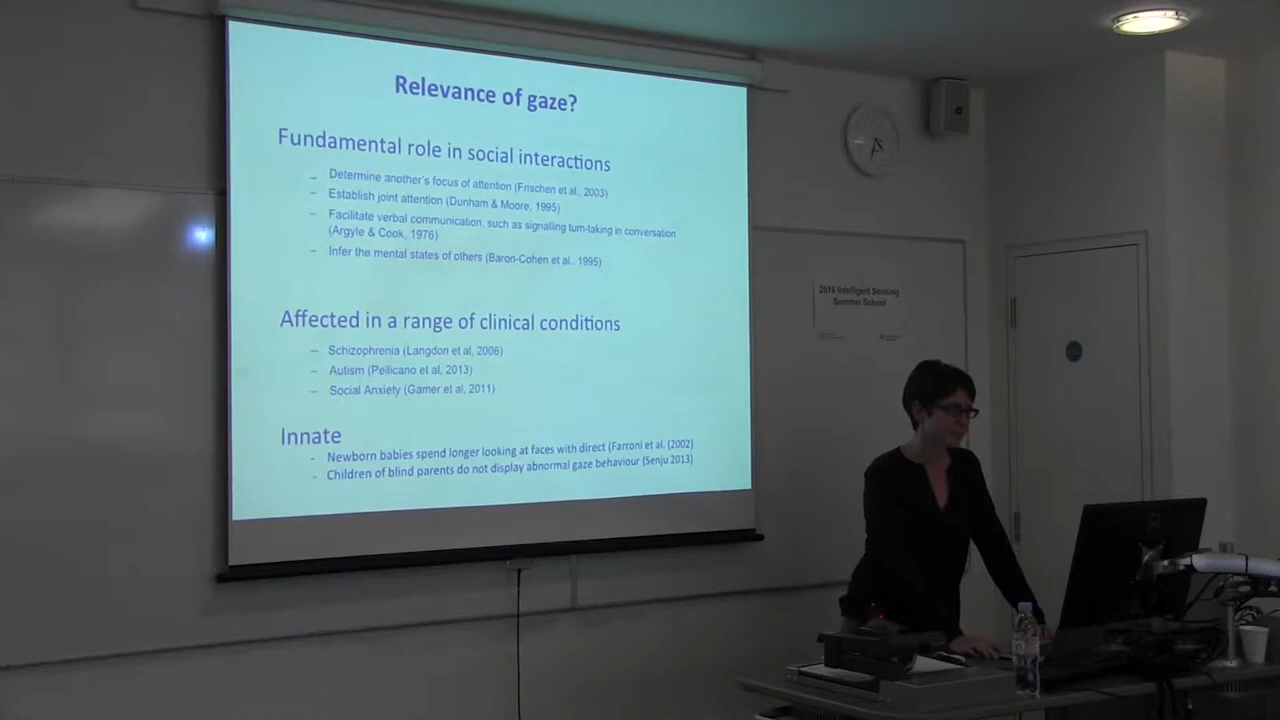 Relevance of gaze?
Fundamental role in social interactions
– Determine another's focus of attention (Frischen et al., 2003)
– Establish joint attention (Dunham & Moore, 1995)
– Facilitate verbal communication, such as signalling turn-taking in conversation
(Argyle & Cook, 1976)
– Infer the mental states of others (Baron-Cohen et al., 1995)
Affected in a range of clinical conditions
– Schizophrenia (Langdon et al, 2006)
– Autism (Pellicano et al, 2013)
– Social Anxiety (Gamer et al, 2011)
Innate
- Newborn babies spend longer looking at faces with direct (Farroni et al. (2002)
- Children of blind parents do not display abnormal gaze behaviour (Senju 2013)
2016 Intelligent Sensing
Summer School